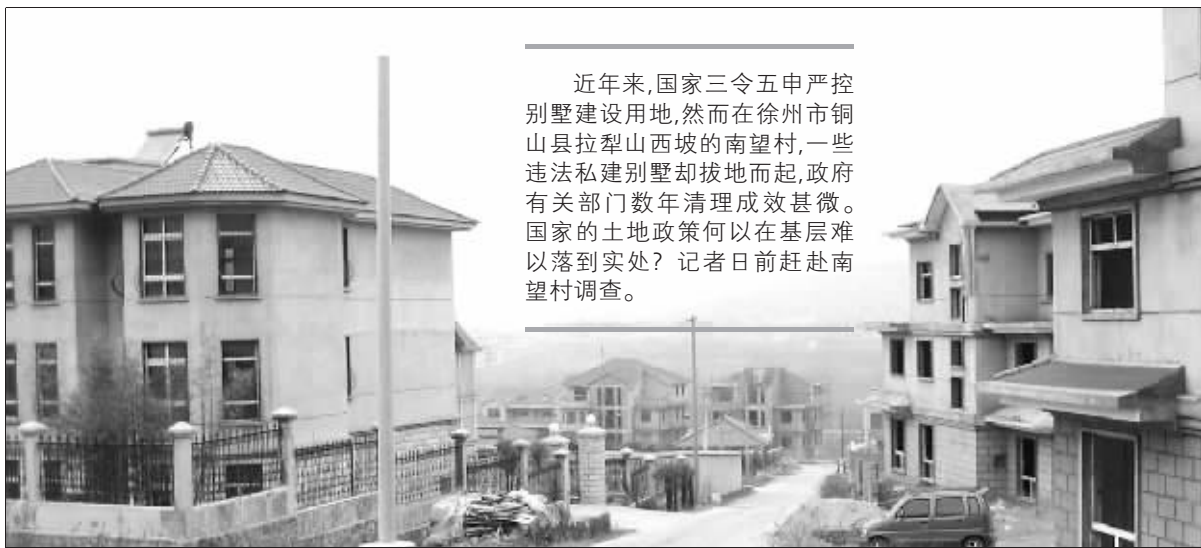 近年来,国家三令五申严控
别墅建设用地,然而在徐州市铜
山县拉犁山西坡的南望村,一些
违法私建别墅却拔地而起,政府
有关部门数年清理成效甚微。
国家的土地政策何以在基层难
以落到实处? 记者日前赶赴南
望村调查。